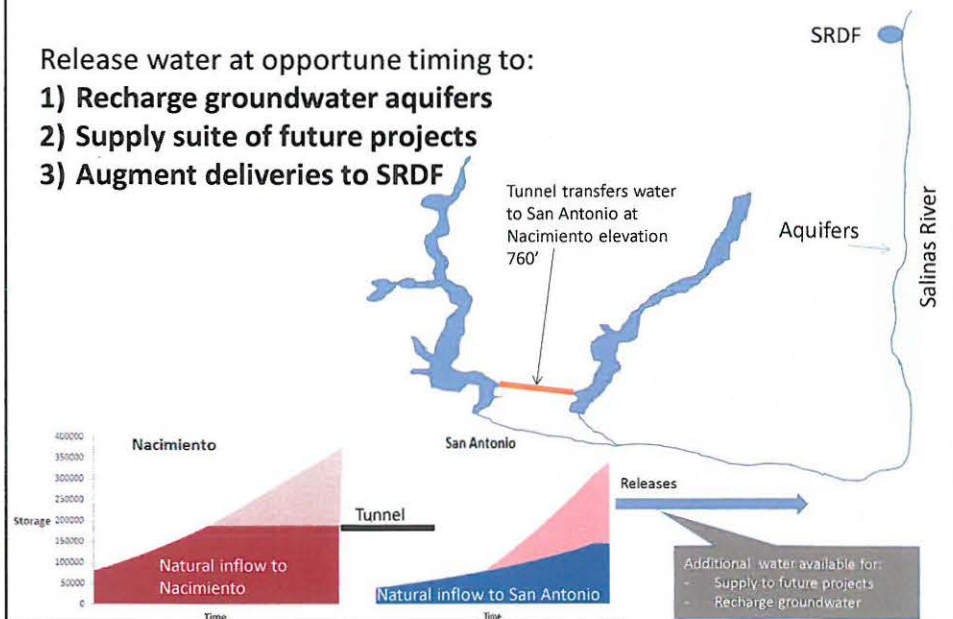 SRDF
Release water at opportune timing to:
1) Recharge groundwater aquifers
2) Supply suite of future projects
3) Augment deliveries to SRDF
Tunnel transfers water
to San Antonio at
Nacimiento elevation
760'
Aquifers
Salinas River
Nacimiento
San Antonio
400000
350000
300000
250000
Storage 200000
150000
100000
50000
0
Natural inflow to
Nacimiento
Time
Tunnel
Natural inflow to San Antonio
Time
Releases
Additional water available for:
- Supply to future projects
- Recharge groundwater